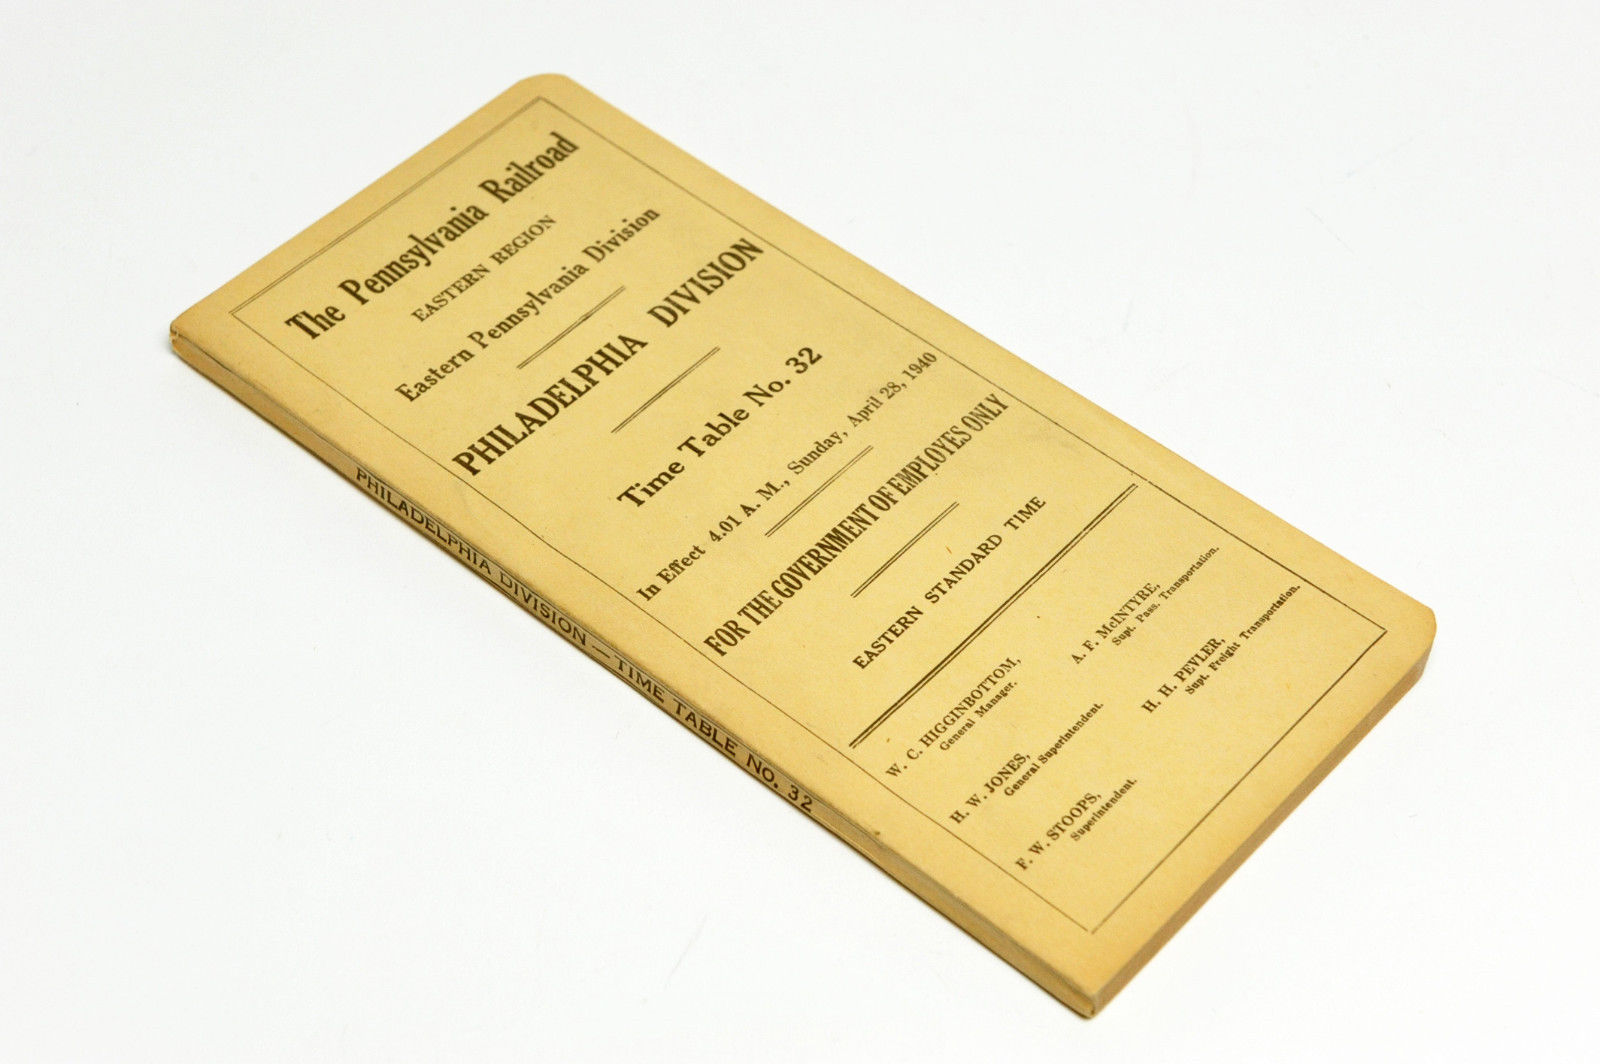 The Pennsylvania Railroad
EASTERN REGION
Eastern Pennsylvania Division
PHILADELPHIA DIVISION
Time Table No. 32
In Effect 4.01 A. M., Sunday, April 28, 1940
FOR THE GOVERNMENT OF EMPLOYES ONLY
EASTERN STANDARD TIME
W. C. HIGGINBOTTOM,
General Manager.
A. F. McINTYRE,
Supt. Pass. Transportation.
H. W. JONES,
General Superintendent.
H. H. PEVLER,
Supt. Freight Transportation.
F. W. STOOPS,
Superintendent.
PHILADELPHIA DIVISION — TIME TABLE NO. 32